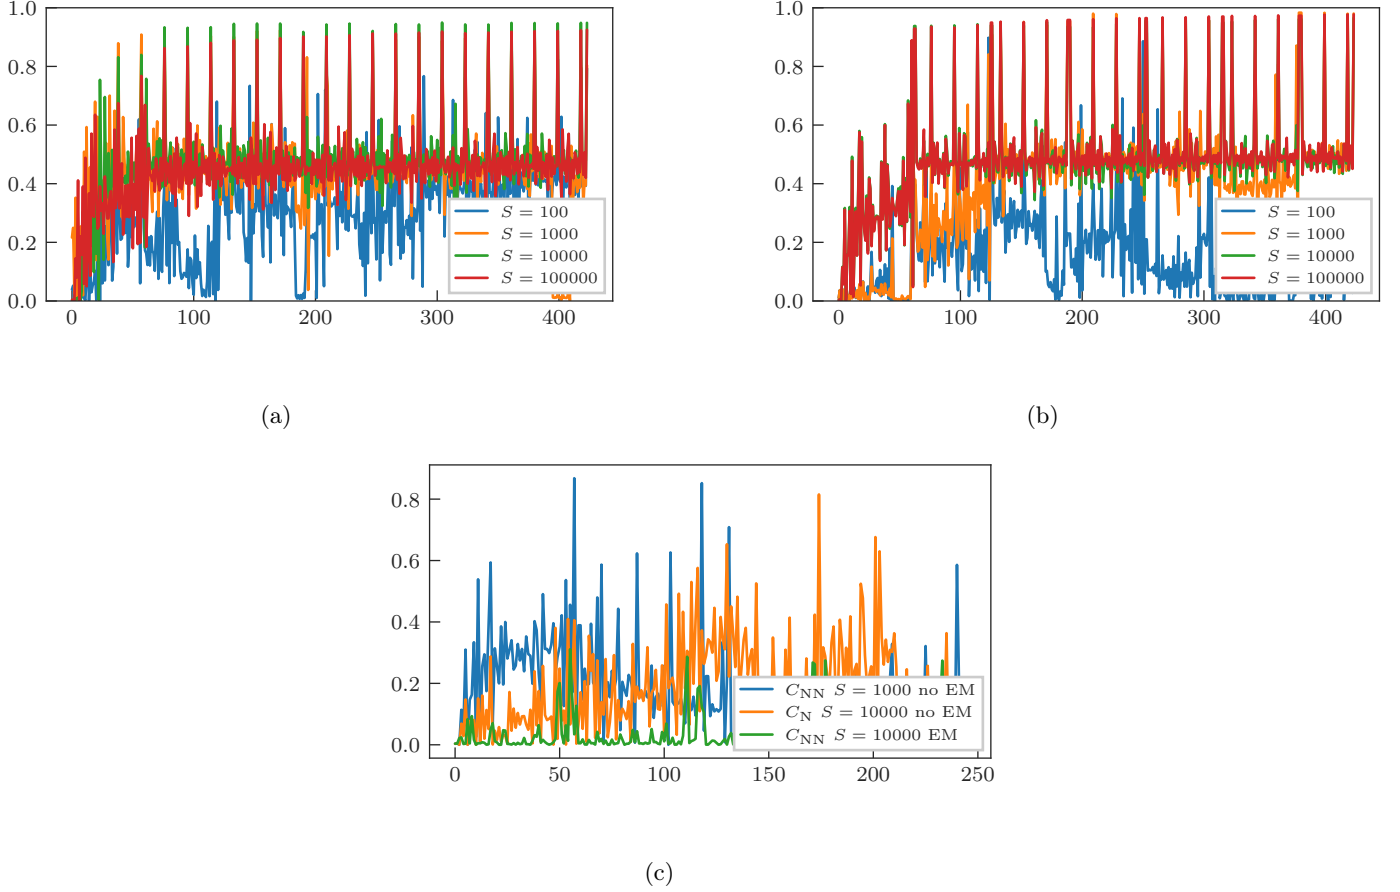 1.0
0.8
0.6
0.4
0.2
0.0
0 100 200 300 400
S = 100
S = 1000
S = 10000
S = 100000
(a)
1.0
0.8
0.6
0.4
0.2
0.0
0 100 200 300 400
S = 100
S = 1000
S = 10000
S = 100000
(b)
0.8
0.6
0.4
0.2
0.0
0 50 100 150 200 250
C_NN S = 1000 no EM
C_N S = 10000 no EM
C_NN S = 10000 EM
(c)